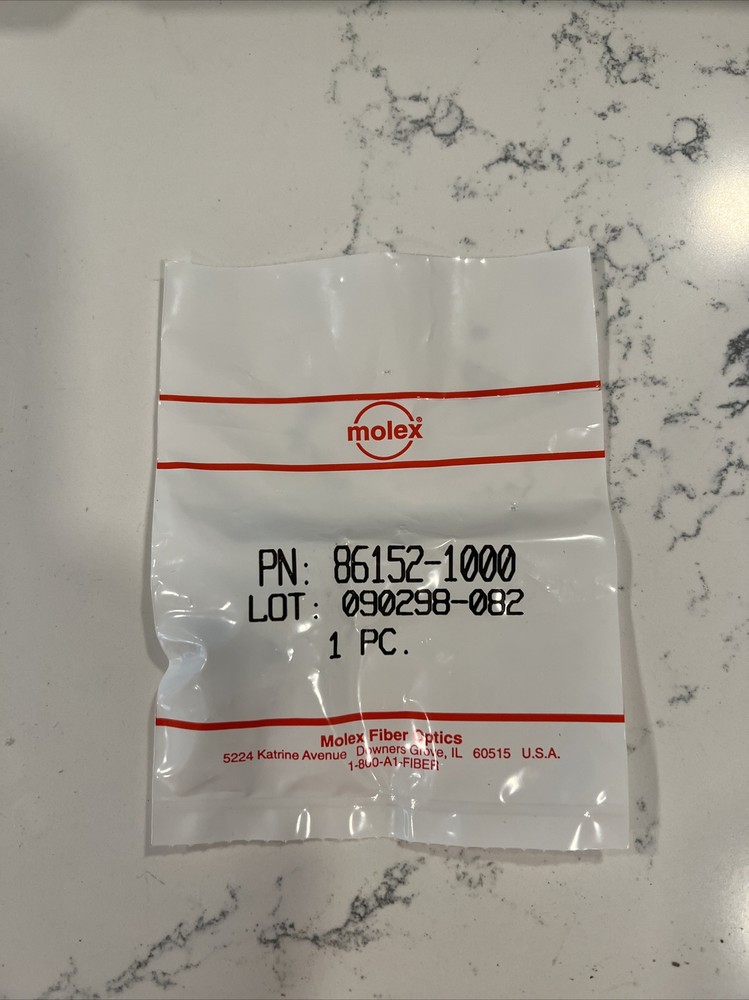 molex®
PN: 86152-1000
LOT: 090298-082
1 PC.
Molex Fiber Optics
5224 Katrine Avenue Downers Grove, IL 60515 U.S.A.
1-800-A1-FIBER